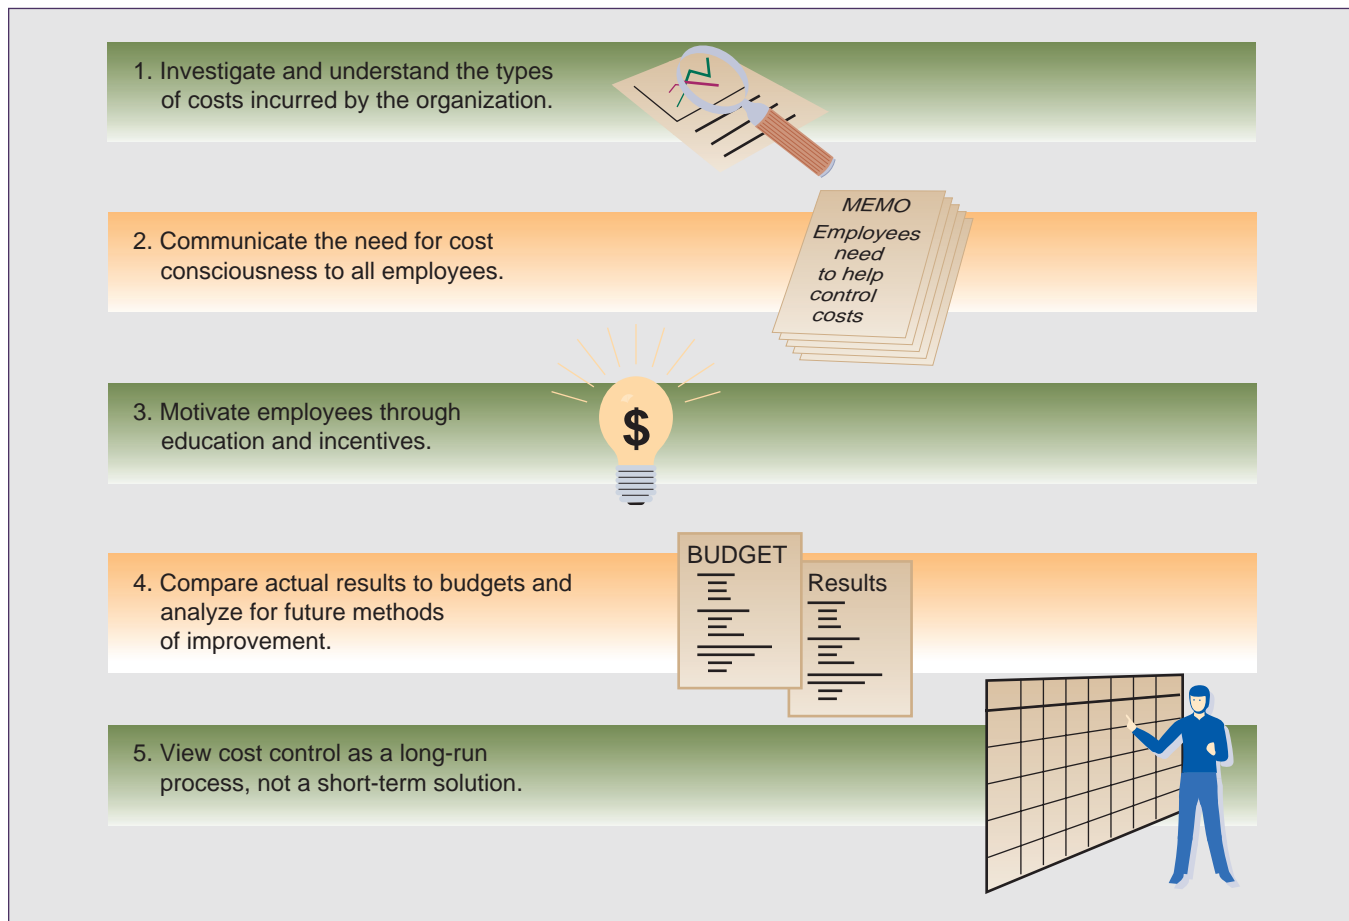 1. Investigate and understand the types
of costs incurred by the organization.
MEMO
Employees
need
to help
control
costs
2. Communicate the need for cost
consciousness to all employees.
3. Motivate employees through
education and incentives.
$
BUDGET
Results
4. Compare actual results to budgets and
analyze for future methods
of improvement.
5. View cost control as a long-run
process, not a short-term solution.